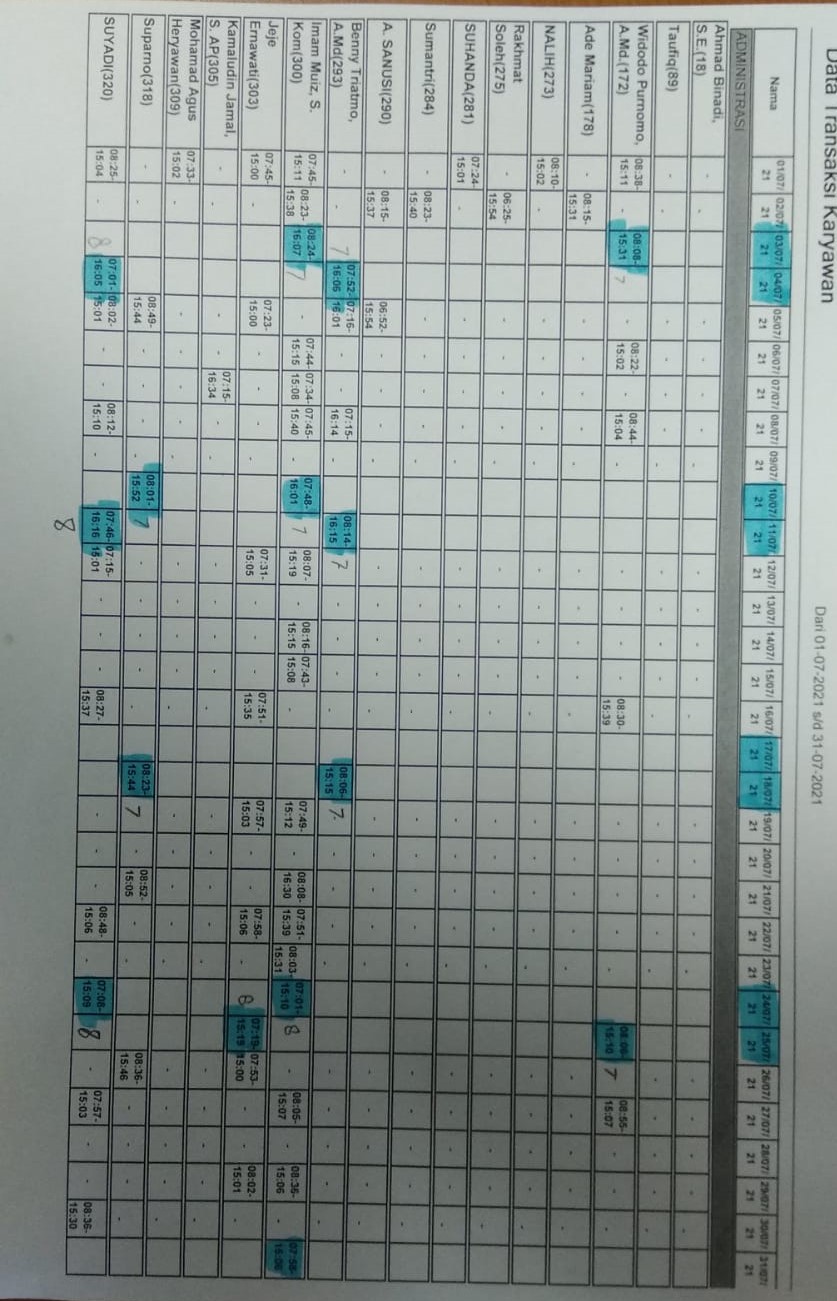 Data Transaksi Karyawan
Dari 01-07-2021 s/d 31-07-2021
Nama 01/07/21 02/07/21 03/07/21 04/07/21 05/07/21 06/07/21 07/07/21 08/07/21 09/07/21 10/07/21 11/07/21 12/07/21 13/07/21 14/07/21 15/07/21 16/07/21 17/07/21 18/07/21 19/07/21 20/07/21 21/07/21 22/07/21 23/07/21 24/07/21 25/07/21 26/07/21 27/07/21 28/07/21 29/07/21 30/07/21 31/07/21
ADMINISTRASI
Ahmad Binadi, S.E.(18) - - - - - - - - - - - - - - - - - - - - - - -
Taufiq(89) - - - - - - - - - - - - - - - - - - - - - - -
Widodo Purnomo, A.Md.(172) 08:38-15:11 - 08:08-15:31 7 - 08:22-15:02 - 08:44-15:04 - - - - - 08:30-15:39 - - - - - 08:06-15:10 7 08:55-15:07 - - -
Ade Mariam(178) - 08:15-15:31 - - - - - - - - - - - - - - - - - - - - -
NALIH(273) 08:10-15:02 - - - - - - - - - - - - - - - - - - - - - -
Rakhmat Soleh(275) - 06:25-15:54 - - - - - - - - - - - - - - - - - - - - -
SUHANDA(281) 07:24-15:01 - - - - - - - - - - - - - - - - - - - - - -
Sumantri(284) - 08:23-15:40 - - - - - - - - - - - - - - - - - - - - -
A. SANUSI(290) - 08:15-15:37 06:52-15:54 - - - - - - - - - - - - - - - - - - - -
Benny Triatmo, A.Md(293) - - 7 07:52-16:06 07:16-16:01 - - 07:15-16:14 - 08:14-16:15 7 - - - - 08:06-15:15 7 - - - - - - - - - -
Imam Muiz, S. Kom(300) 07:45-15:11 08:23-15:38 08:24-16:07 7 - 07:44-15:15 07:34-15:08 07:45-15:40 - 07:48-16:01 7 08:07-15:19 - 08:16-15:15 07:43-15:08 - 07:49-15:12 - 08:08-16:30 07:51-15:39 08:03-15:31 07:01-15:10 8 - 08:05-15:07 - 08:36-15:06 - 07:58-15:06
Jeje Ernawati(303) 07:45-15:00 - 07:23-15:00 - - - - 07:31-15:05 - - - 07:51-15:35 07:57-15:03 - - 07:58-15:06 - 8 07:19-15:15 07:53-15:00 - - 08:02-15:01 -
Kamaludin Jamal, S. AP(305) - - - - 07:15-16:34 - - - - - - - - - - - - - - - - - -
Mohamad Agus Heryawan(309) 07:33-15:02 - - - - - - - - - - - - - - - - - - - - - -
Suparno(318) - - 08:49-15:44 - - - - 08:01-15:52 7 - - - - - 08:23-15:44 7 - - 08:52-15:05 - - 08:36-15:46 - - - -
SUYADI(320) 08:25-15:04 - 8 07:01-16:05 08:02-15:01 - - 08:12-15:10 - 07:46-16:16 07:15-15:01 - - - 08:27-15:37 - - - 08:48-15:06 - 07:08-15:09 8 - 07:57-15:03 - - 08:36-15:30
8